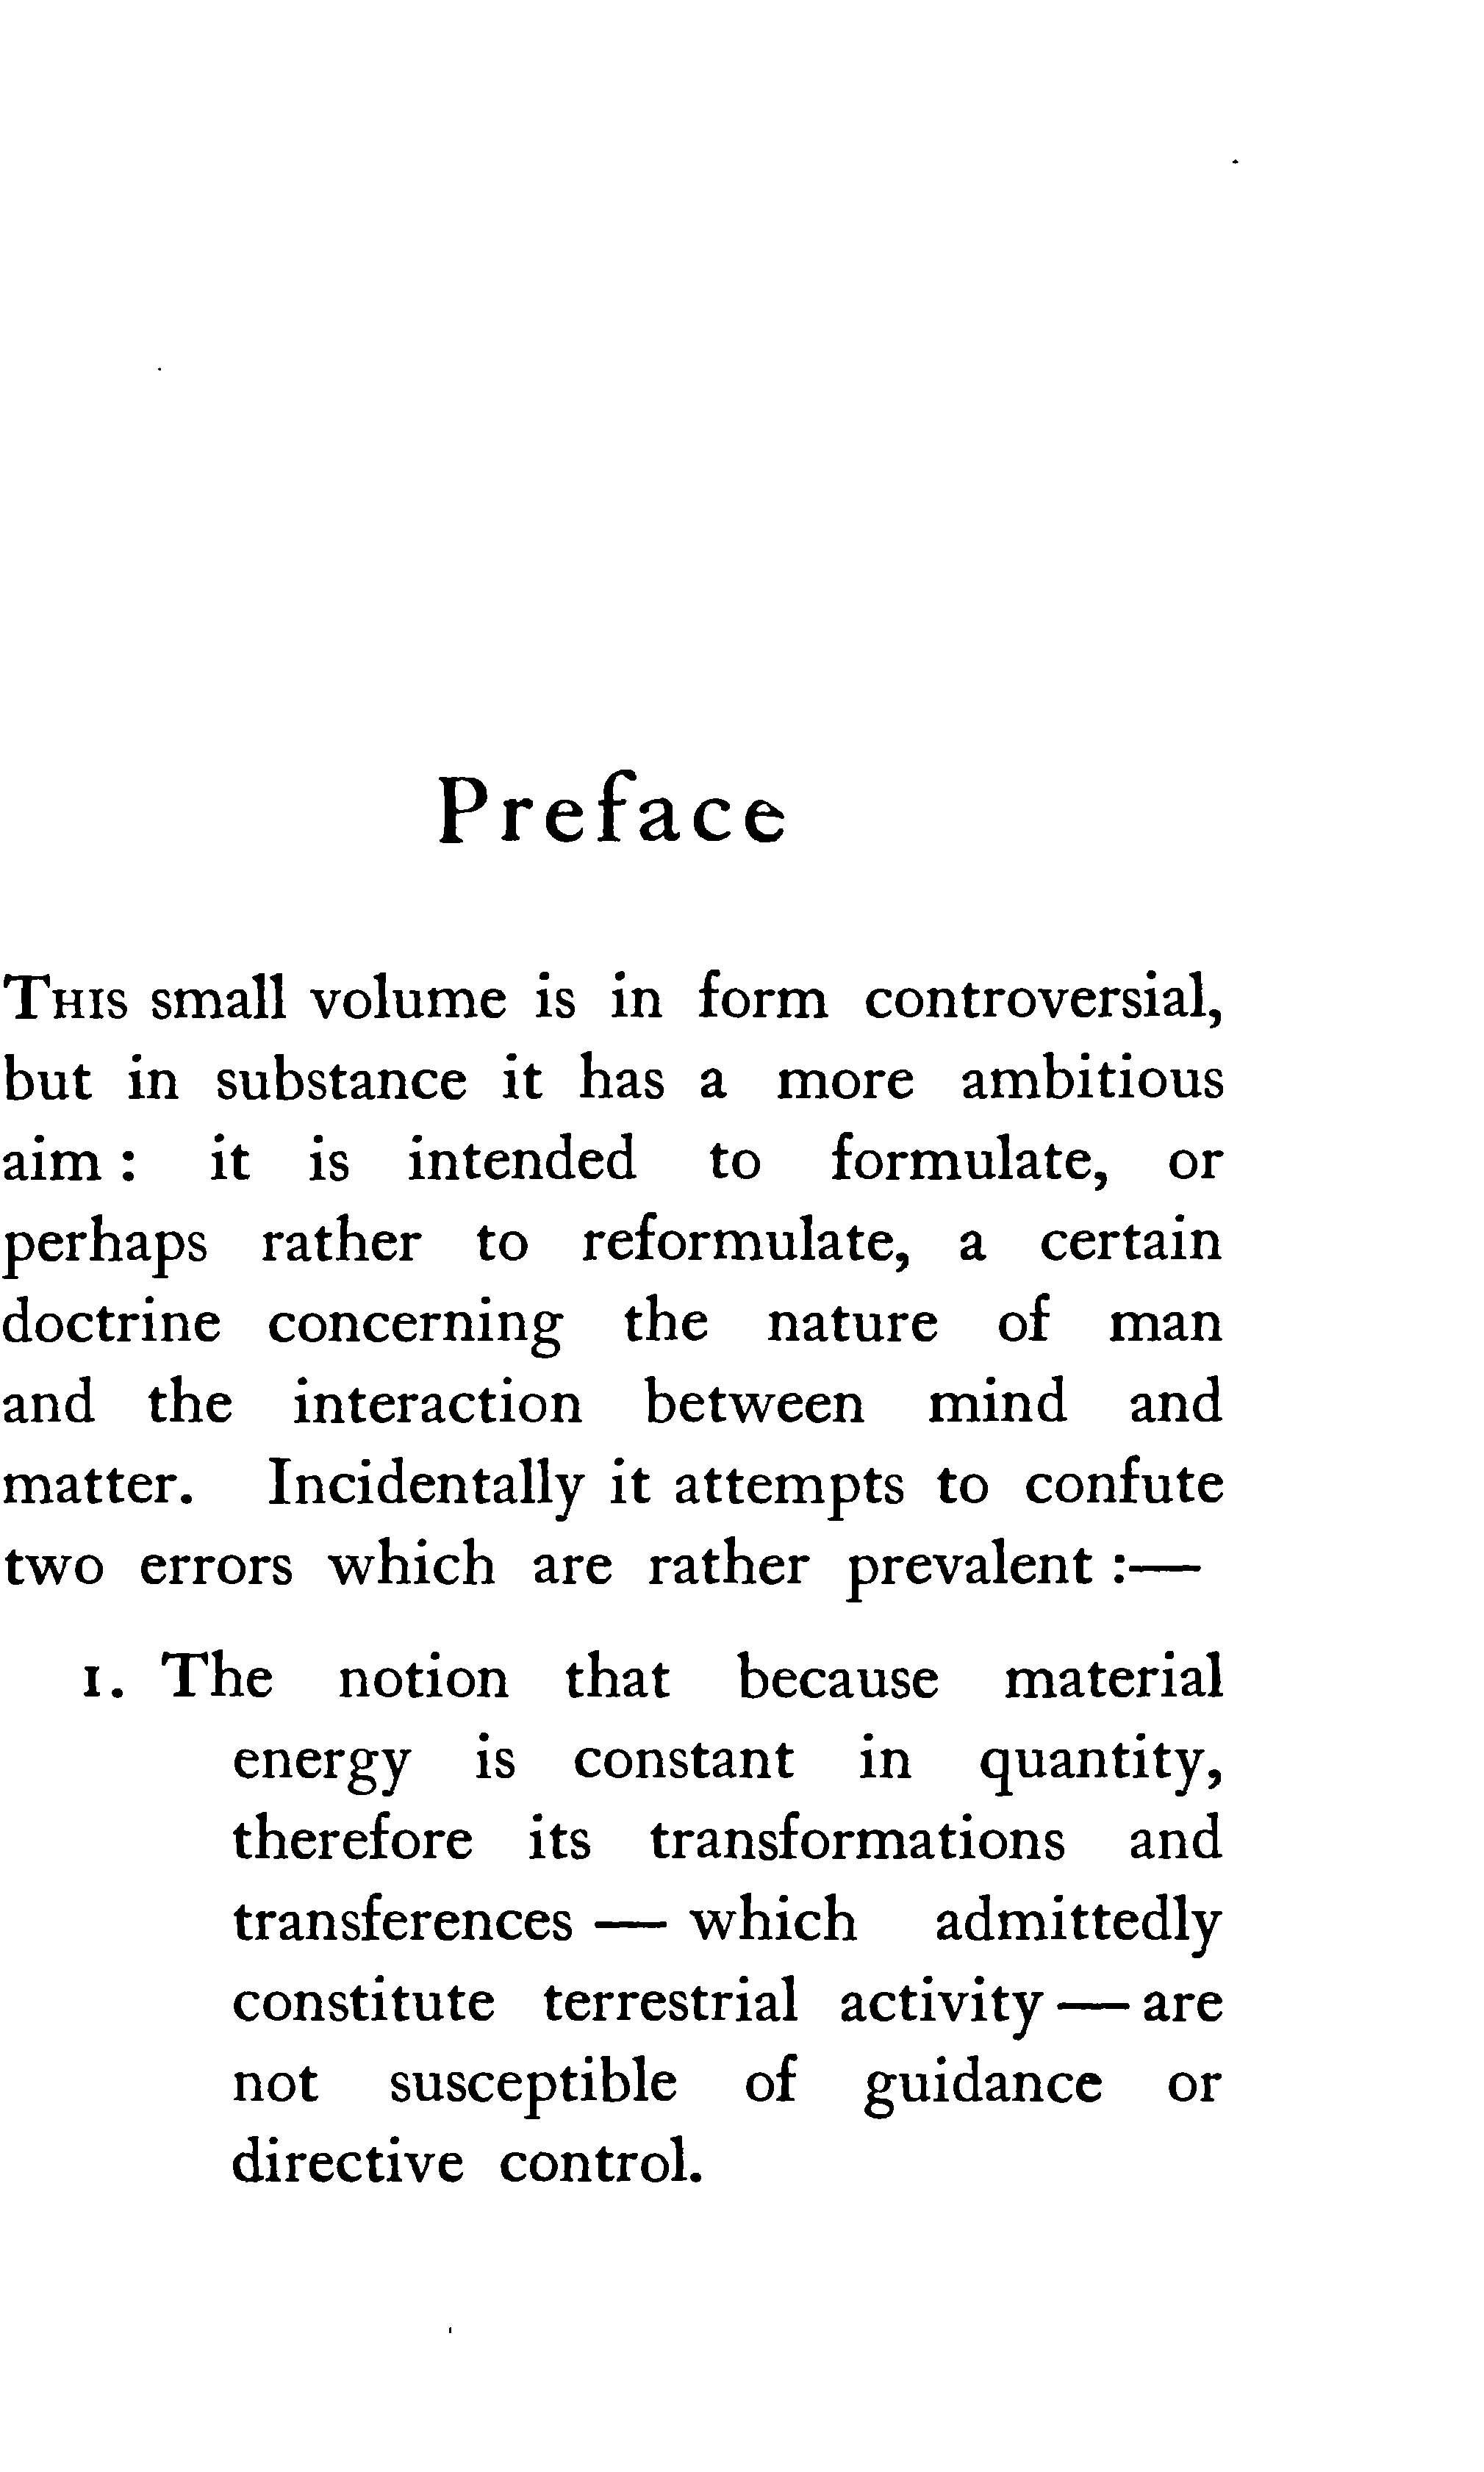 Preface
This small volume is in form controversial,
but in substance it has a more ambitious
aim : it is intended to formulate, or
perhaps rather to reformulate, a certain
doctrine concerning the nature of man
and the interaction between mind and
matter. Incidentally it attempts to confute
two errors which are rather prevalent :—
1. The notion that because material
energy is constant in quantity,
therefore its transformations and
transferences — which admittedly
constitute terrestrial activity — are
not susceptible of guidance or
directive control.